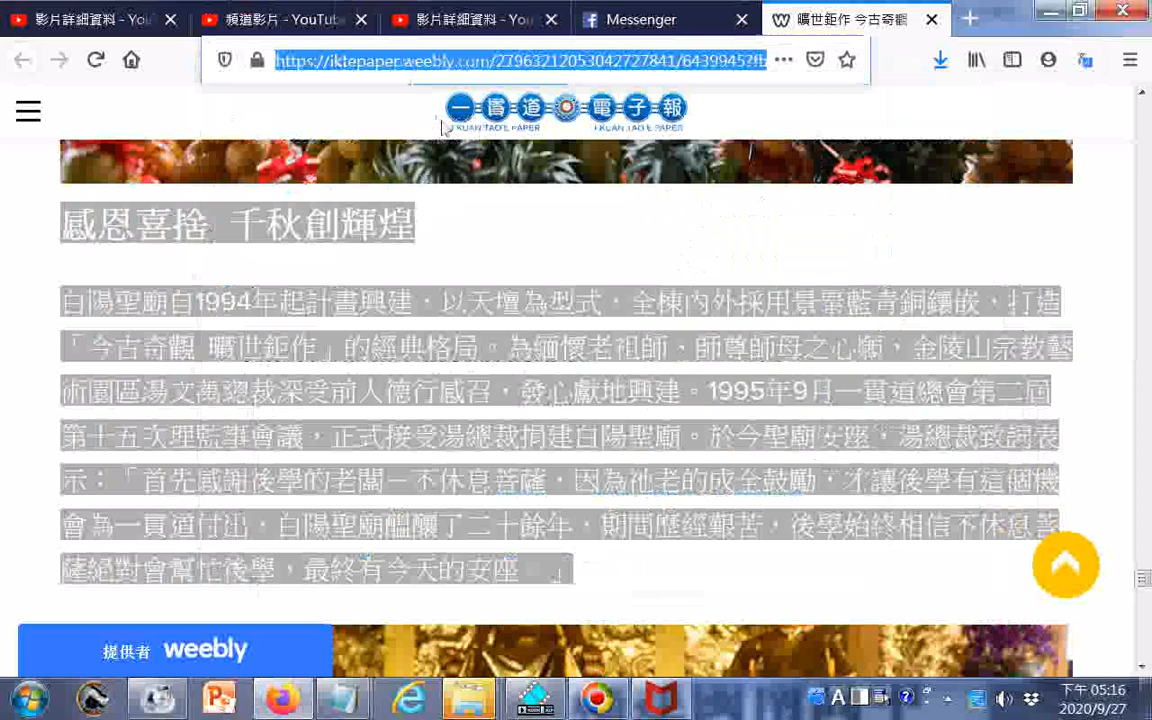 影片詳細資料 - You
頻道影片 - YouTube
影片詳細資料 - You
Messenger
曠世鉅作 今古奇觀
https://iktepaper.weebly.com/27963212053042727841/6439945?fb
一貫道電子報
I KUAN TAO E PAPER
I KUAN TAO E PAPER
感恩喜捨 千秋創輝煌
白陽聖廟自1994年起計畫興建，以天壇為型式，全棟內外採用景泰藍青銅鑲嵌，打造
「今古奇觀 曠世鉅作」的經典格局。為緬懷老祖師、師尊師母之心願，金陵山宗教藝
術園區湯文萬總裁深受前人德行感召，發心獻地興建。1995年9月一貫道總會第二屆
第十五次理監事會議，正式接受湯總裁捐建白陽聖廟。於今聖廟安座，湯總裁致詞表
示：「首先感謝後學的老闆—不休息菩薩，因為祂老的成全鼓勵，才讓後學有這個機
會為一貫道付出，白陽聖廟醞釀了二十餘年，期間歷經艱苦，後學始終相信不休息菩
薩絕對會幫忙後學，最終有今天的安座。」
提供者 weebly
下午 05:16
2020/9/27